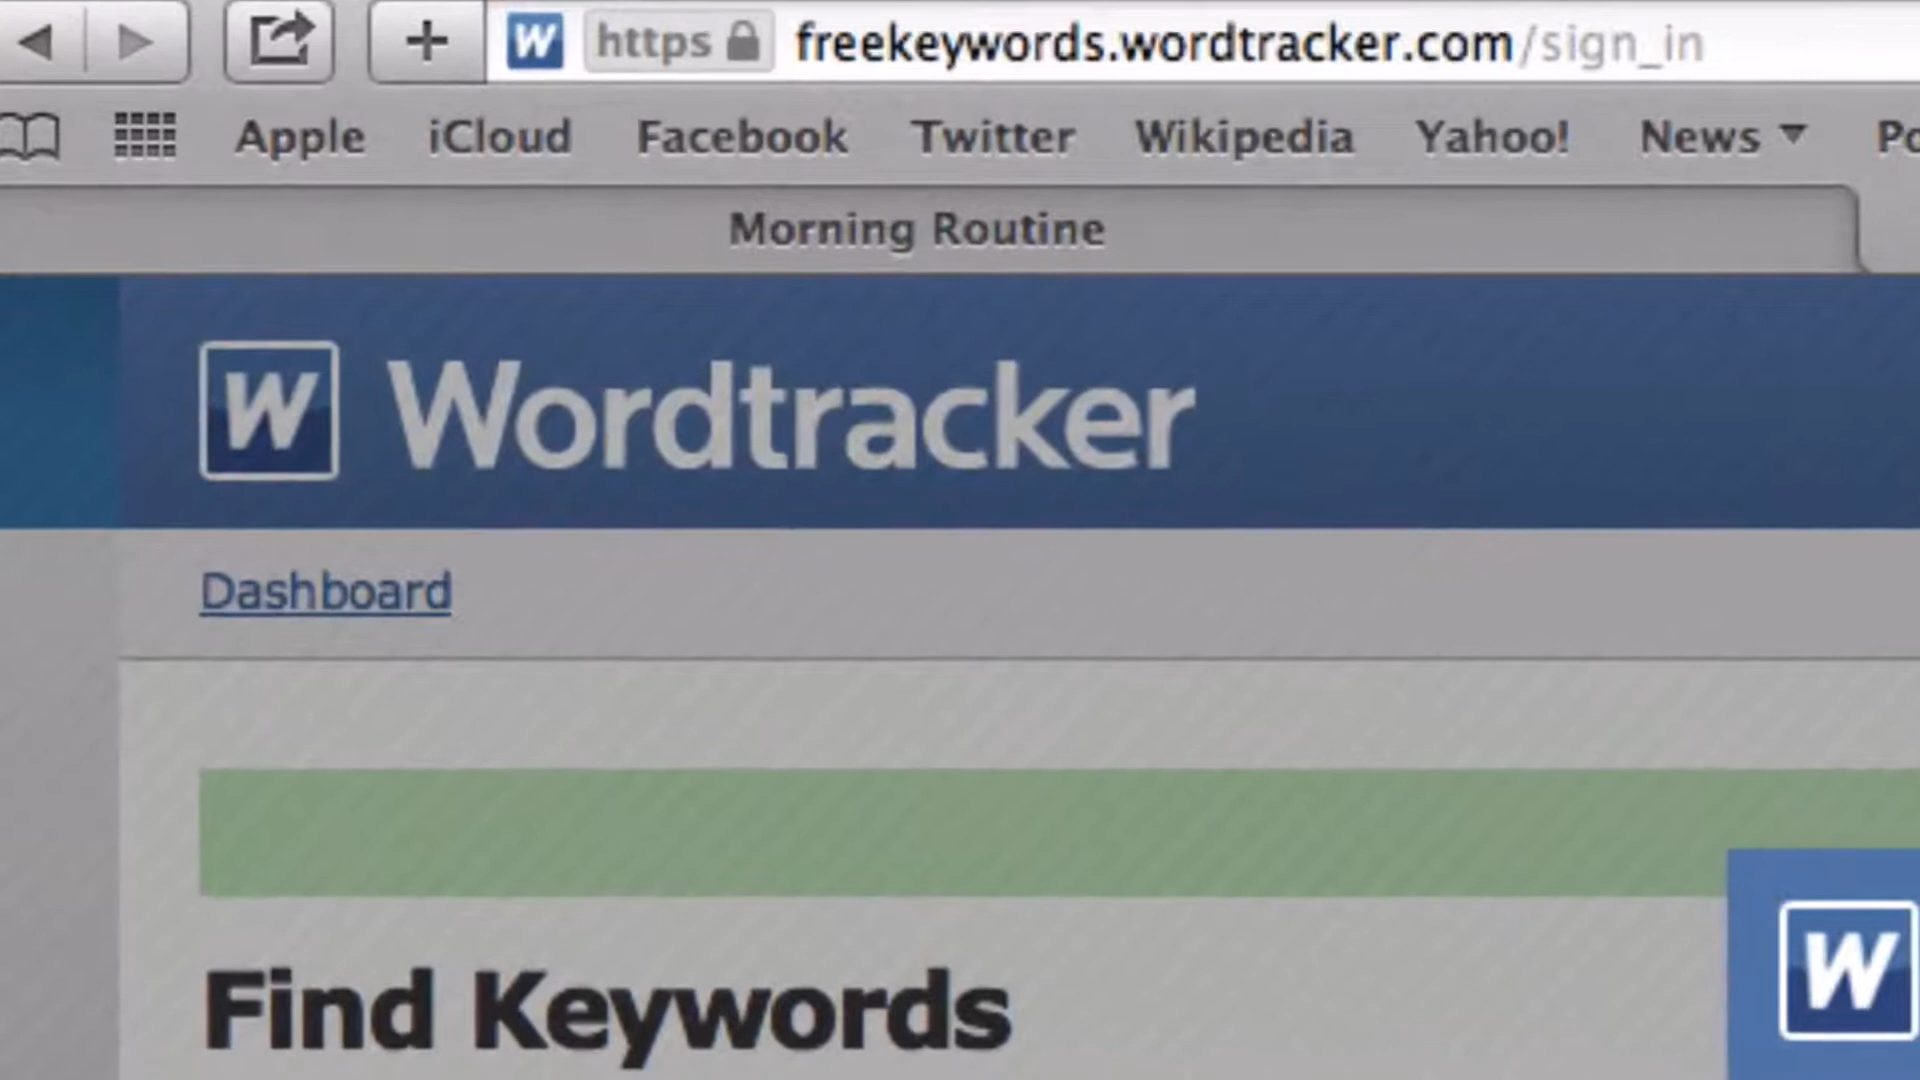 W https freekeywords.wordtracker.com/sign_in
Apple iCloud Facebook Twitter Wikipedia Yahoo! News
Morning Routine
W Wordtracker
Dashboard
Find Keywords
W